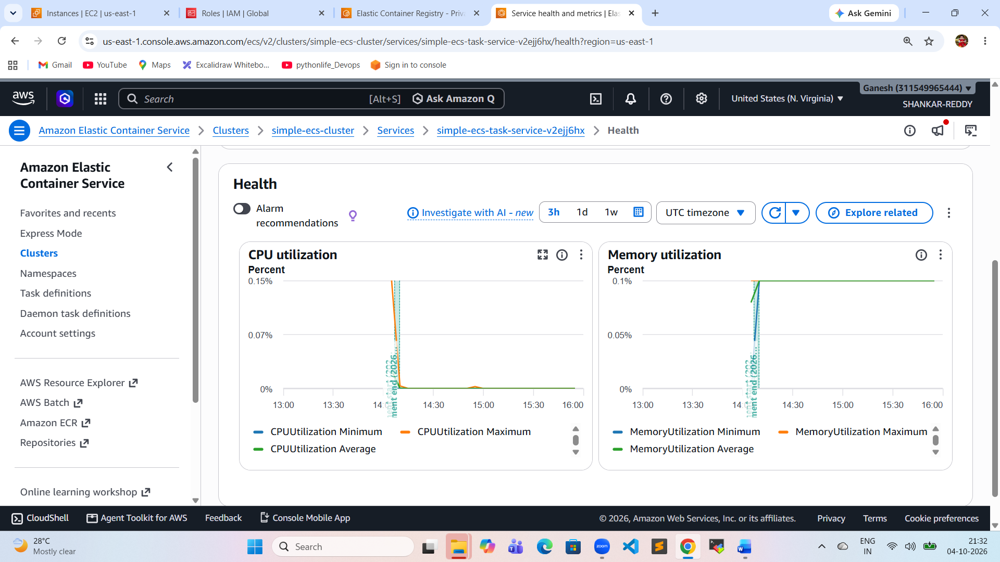 Instances | EC2 | us-east-1
Roles | IAM | Global
Elastic Container Registry - Priva
Service health and metrics | Elas
Ask Gemini
us-east-1.console.aws.amazon.com/ecs/v2/clusters/simple-ecs-cluster/services/simple-ecs-task-service-v2ejj6hx/health?region=us-east-1
Gmail
YouTube
Maps
Excalidraw Whitebo...
pythonlife_Devops
Sign in to console
aws
Search
[Alt+S]
Ask Amazon Q
United States (N. Virginia)
Ganesh (311549965444)
SHANKAR-REDDY
Amazon Elastic Container Service
Clusters
simple-ecs-cluster
Services
simple-ecs-task-service-v2ejj6hx
Health
Amazon Elastic
Container Service
Favorites and recents
Express Mode
Clusters
Namespaces
Task definitions
Daemon task definitions
Account settings
AWS Resource Explorer
AWS Batch
Amazon ECR
Repositories
Online learning workshop
Health
Alarm
recommendations
Investigate with AI - new
3h
1d
1w
UTC timezone
Explore related
CPU utilization
Percent
0.15%
0.07%
0%
13:00
13:30
14:30
15:00
15:30
16:00
ment end (2026...
CPUUtilization Minimum
CPUUtilization Maximum
CPUUtilization Average
Memory utilization
Percent
0.1%
0.05%
0%
13:00
13:30
14:30
15:00
15:30
16:00
ment end (2026...
MemoryUtilization Minimum
MemoryUtilization Maximum
MemoryUtilization Average
CloudShell
Agent Toolkit for AWS
Feedback
Console Mobile App
© 2026, Amazon Web Services, Inc. or its affiliates.
Privacy
Terms
Cookie preferences
28°C
Mostly clear
Search
zoom
ENG
IN
21:32
04-10-2026